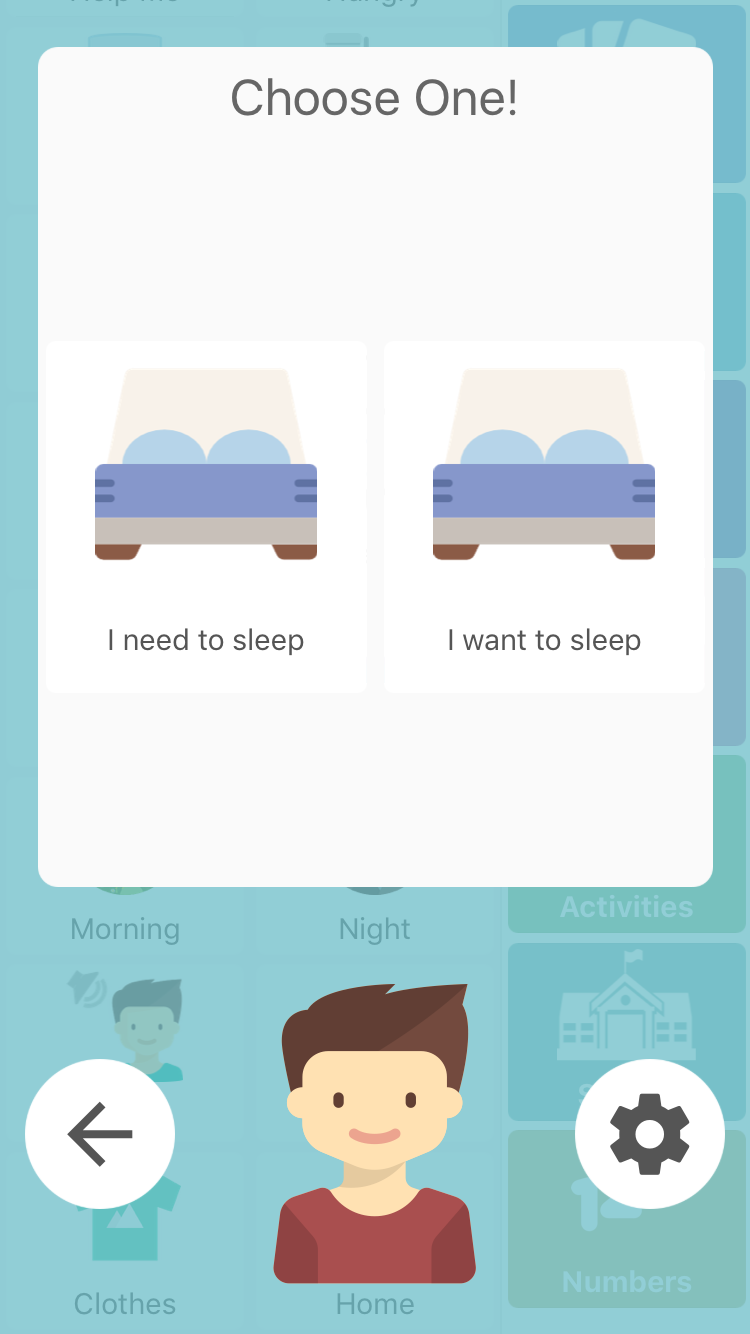 Help Me Hungry
Choose One!
I need to sleep
I want to sleep
Activities
Morning
Night
Clothes
Home
Numbers